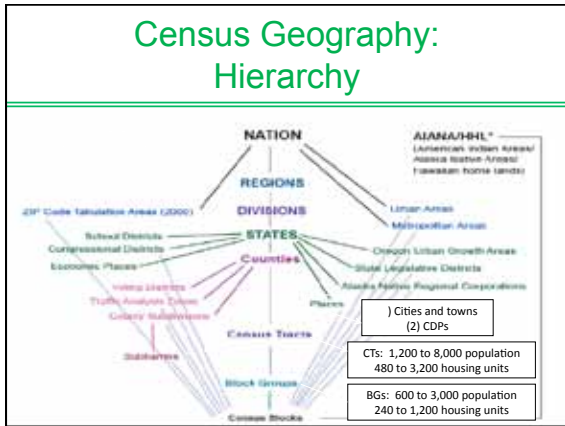 Census Geography:
Hierarchy
NATION
AIANA/HHL*
(American Indian Areas/
Alaska Native Areas/
Hawaiian home lands)
REGIONS
ZIP Code Tabulation Areas (2000)
DIVISIONS
Urban Areas
Metropolitan Areas
School Districts
STATES
Congressional Districts
Oregon Urban Growth Areas
Economic Places
Counties
State Legislative Districts
Voting Districts
Alaska Native Regional Corporations
Traffic Analysis Zones
Places
County Subdivisions
) Cities and towns
(2) CDPs
Census Tracts
Subbarrios
CTs: 1,200 to 8,000 population
480 to 3,200 housing units
Block Groups
BGs: 600 to 3,000 population
240 to 1,200 housing units
Census Blocks